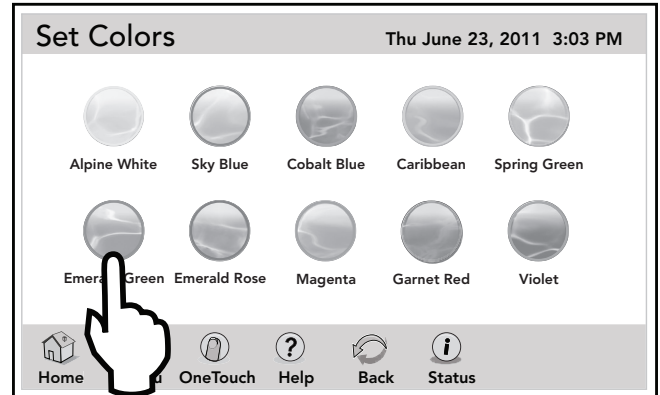 Set Colors
Thu June 23, 2011 3:03 PM
Alpine White Sky Blue Cobalt Blue Caribbean Spring Green
Green Emerald Rose Magenta Garnet Red Violet
Home OneTouch Help Back Status